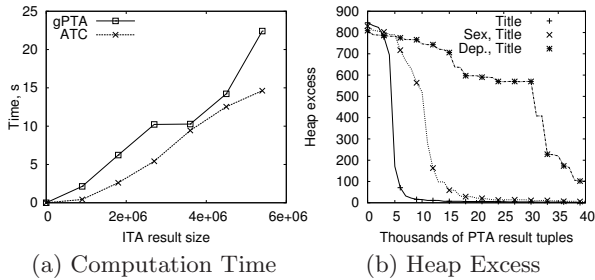 gPTA
ATC
25
20
15
10
5
0
Time, s
0
2e+06
4e+06
6e+06
ITA result size
(a) Computation Time
Title
Sex, Title
Dep., Title
900
800
700
600
500
400
300
200
100
0
Heap excess
0 5 10 15 20 25 30 35 40
Thousands of PTA result tuples
(b) Heap Excess